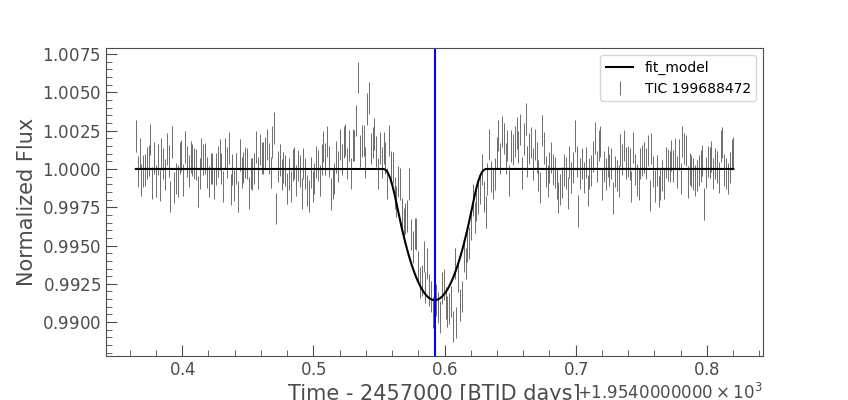 1.0075
1.0050
1.0025
1.0000
0.9975
0.9950
0.9925
0.9900
Normalized Flux
fit_model
TIC 199688472
0.4 0.5 0.6 0.7 0.8
Time - 2457000 [BTJD days]
+1.9540000000 × 10³